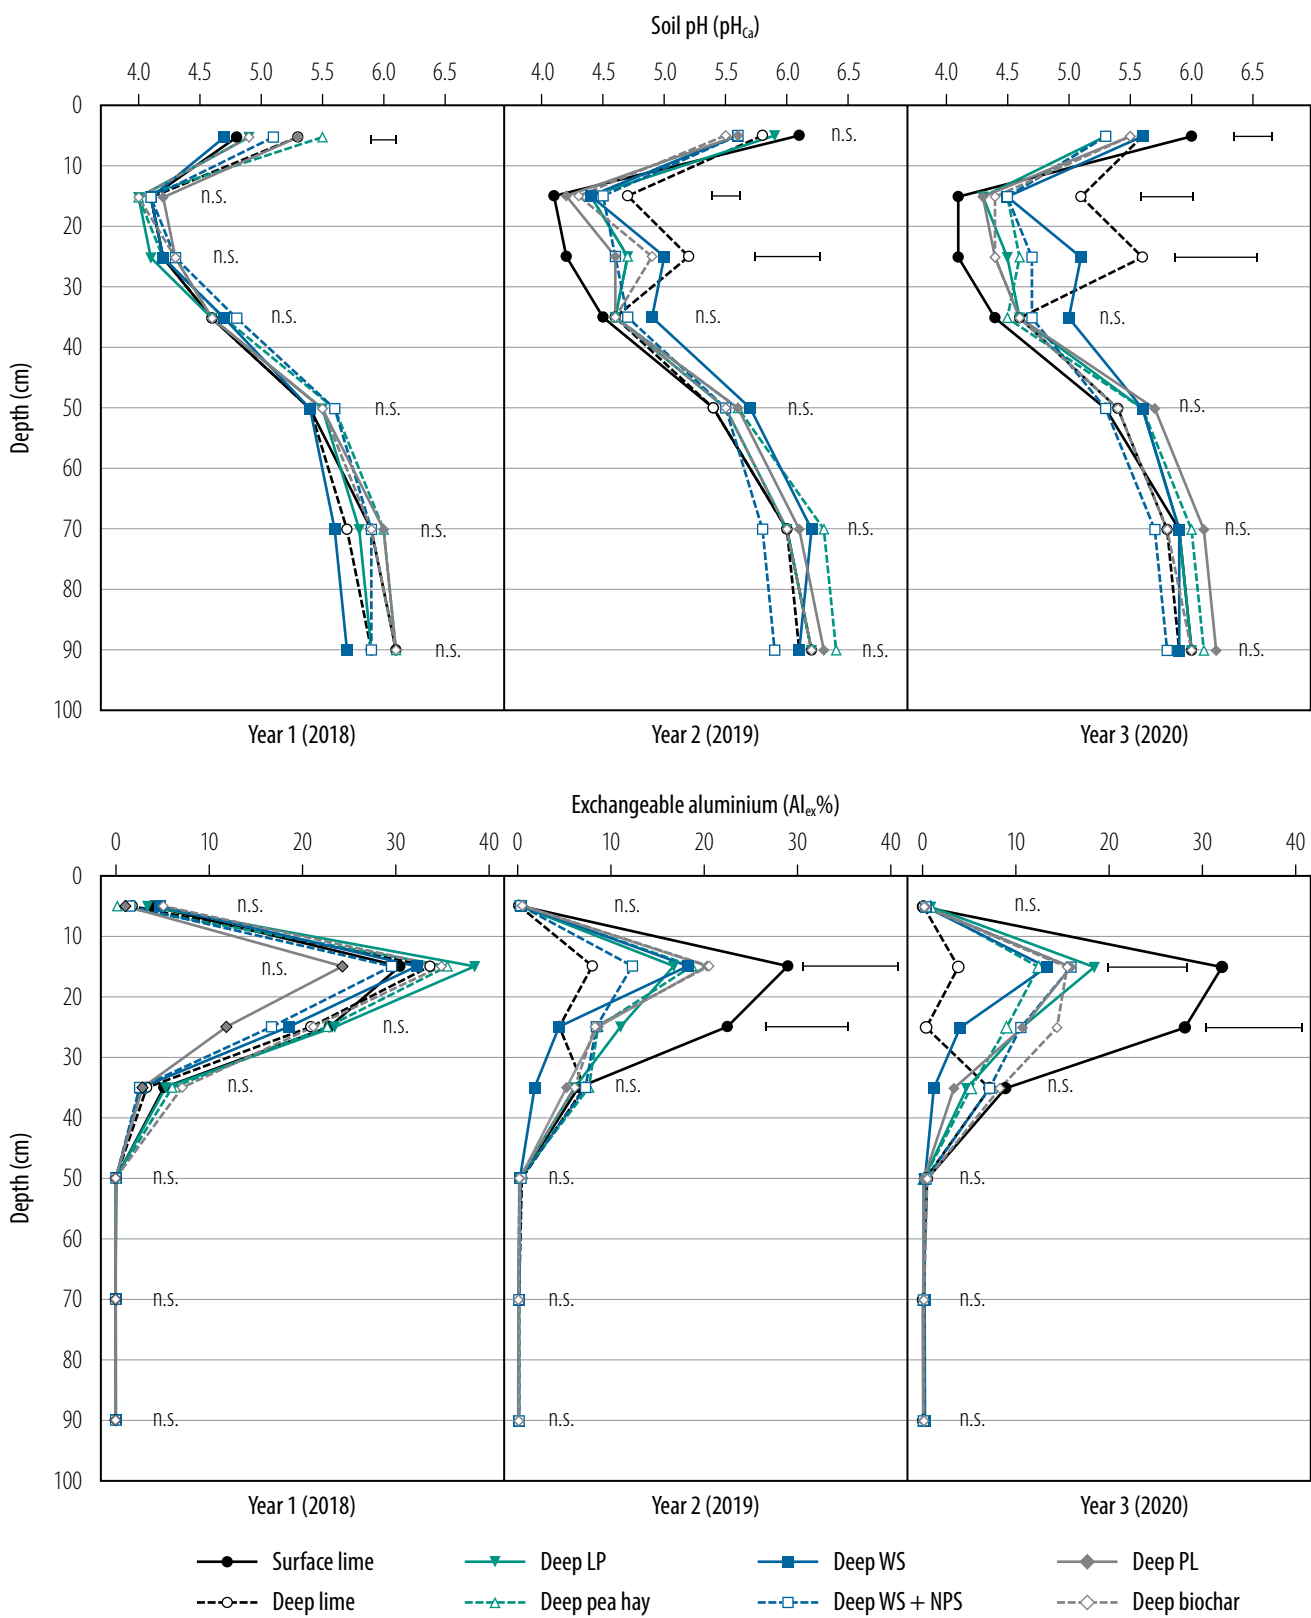 Soil pH (pHCa)
4.0 4.5 5.0 5.5 6.0 6.5 4.0 4.5 5.0 5.5 6.0 6.5 4.0 4.5 5.0 5.5 6.0 6.5
0
n.s.
10
n.s.
20
n.s.
30
n.s. n.s. n.s.
40
Depth (cm)
50 n.s. n.s. n.s.
60
70 n.s. n.s. n.s.
80
90 n.s. n.s. n.s.
100
Year 1 (2018) Year 2 (2019) Year 3 (2020)
Exchangeable aluminium (Alex%)
0 10 20 30 40 0 10 20 30 40 0 10 20 30 40
0
n.s. n.s. n.s.
10
n.s.
20
n.s.
30
n.s. n.s. n.s.
40
Depth (cm)
50 n.s. n.s. n.s.
60
70 n.s. n.s. n.s.
80
90 n.s. n.s. n.s.
100
Year 1 (2018) Year 2 (2019) Year 3 (2020)
Surface lime Deep LP Deep WS Deep PL
Deep lime Deep pea hay Deep WS + NPS Deep biochar